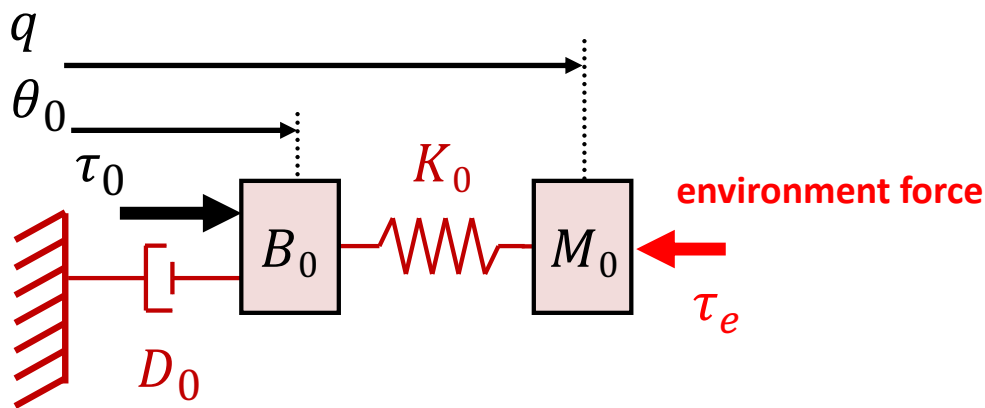 q
θ₀
τ₀
K₀
environment force
B₀
M₀
τₑ
D₀